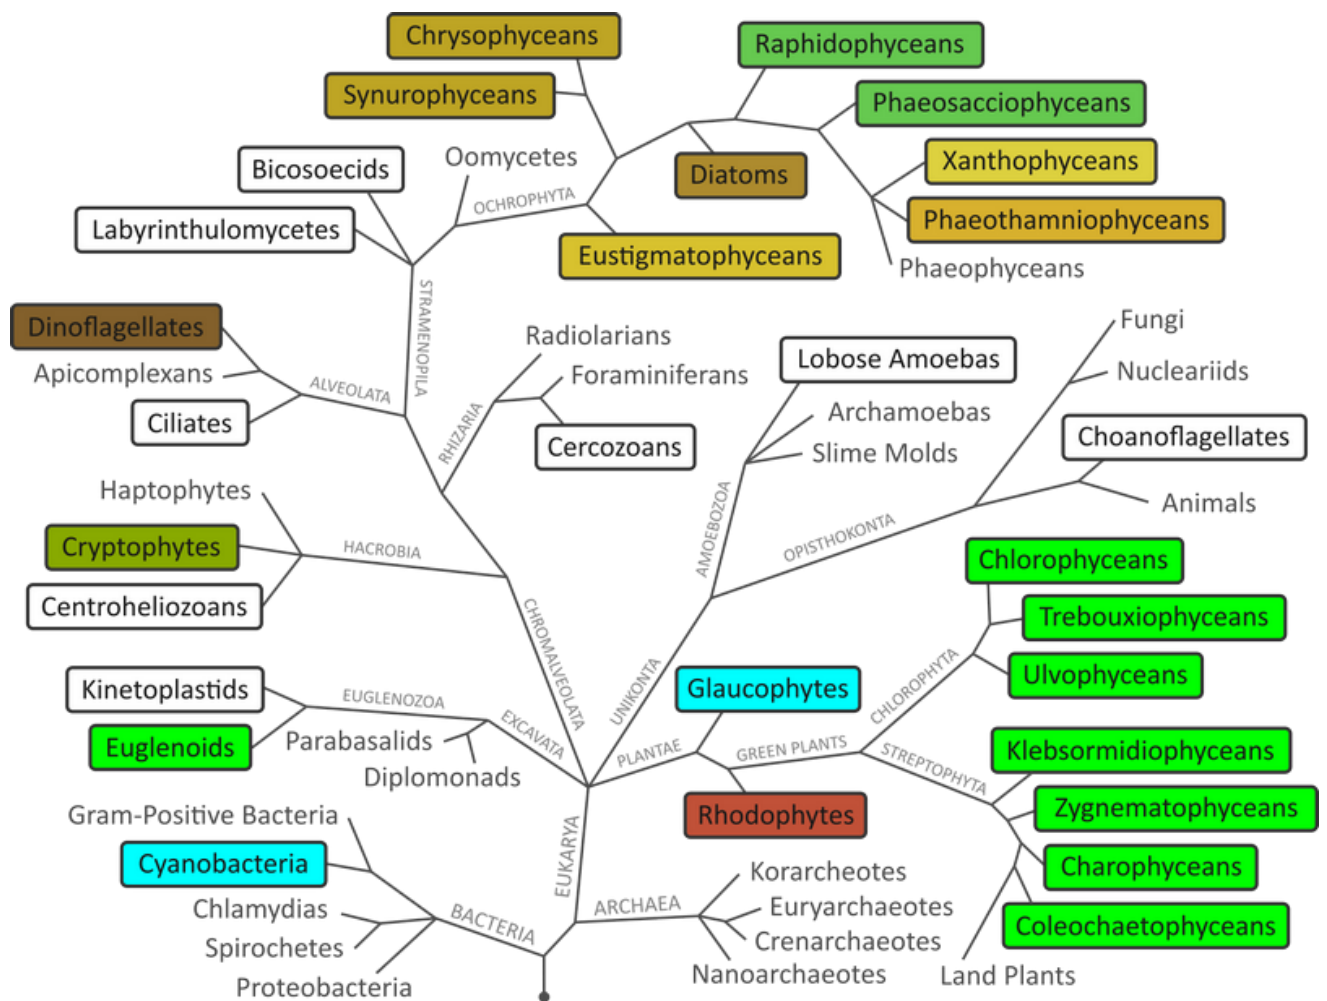 Chrysophyceans
Raphidophyceans
Synurophyceans
Phaeosacciophyceans
Bicosoecids
Oomycetes
Diatoms
Xanthophyceans
OCHROPHYTA
Labyrinthulomycetes
Phaeothamniophyceans
Eustigmatophyceans
Phaeophyceans
STRAMENOPILA
Dinoflagellates
Radiolarians
Fungi
Apicomplexans
Foraminiferans
Lobose Amoebas
Nucleariids
ALVEOLATA
Ciliates
RHIZARIA
Cercozoans
Archamoebas
Slime Molds
Choanoflagellates
Haptophytes
Animals
AMOEBOZOA
OPISTHOKONTA
Cryptophytes
HACROBIA
Chlorophyceans
Centroheliozoans
Trebouxiophyceans
CHROMALVEOLATA
UNIKONTA
CHLOROPHYTA
Ulvophyceans
Kinetoplastids
EUGLENOZOA
Glaucophytes
Euglenoids
Parabasalids
EXCAVATA
PLANTAE
GREEN PLANTS
STREPTOPHYTA
Klebsormidiophyceans
Diplomonads
Gram-Positive Bacteria
Rhodophytes
Zygnematophyceans
Cyanobacteria
EUKARYA
Korarcheotes
Charophyceans
Chlamydias
BACTERIA
ARCHAEA
Euryarchaeotes
Coleochaetophyceans
Spirochetes
Crenarchaeotes
Proteobacteria
Nanoarchaeotes
Land Plants